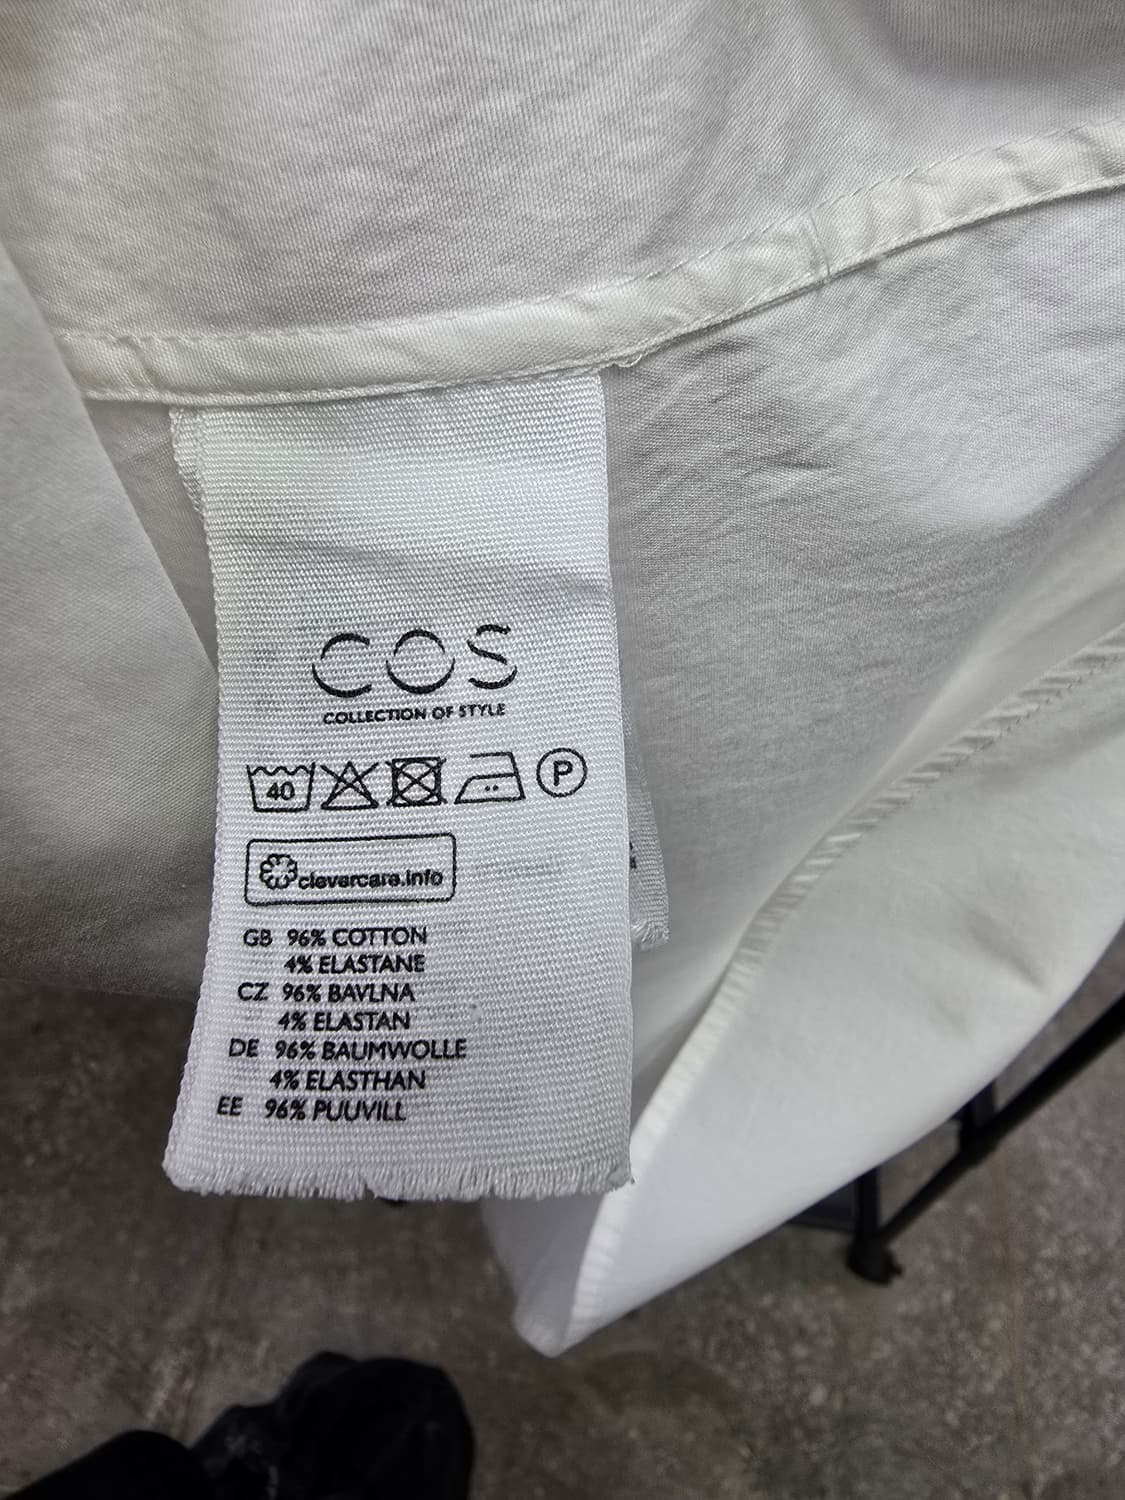 COS
COLLECTION OF STYLE
40 P
clevercare.info
GB 96% COTTON
4% ELASTANE
CZ 96% BAVLNA
4% ELASTAN
DE 96% BAUMWOLLE
4% ELASTHAN
EE 96% PUUVILL